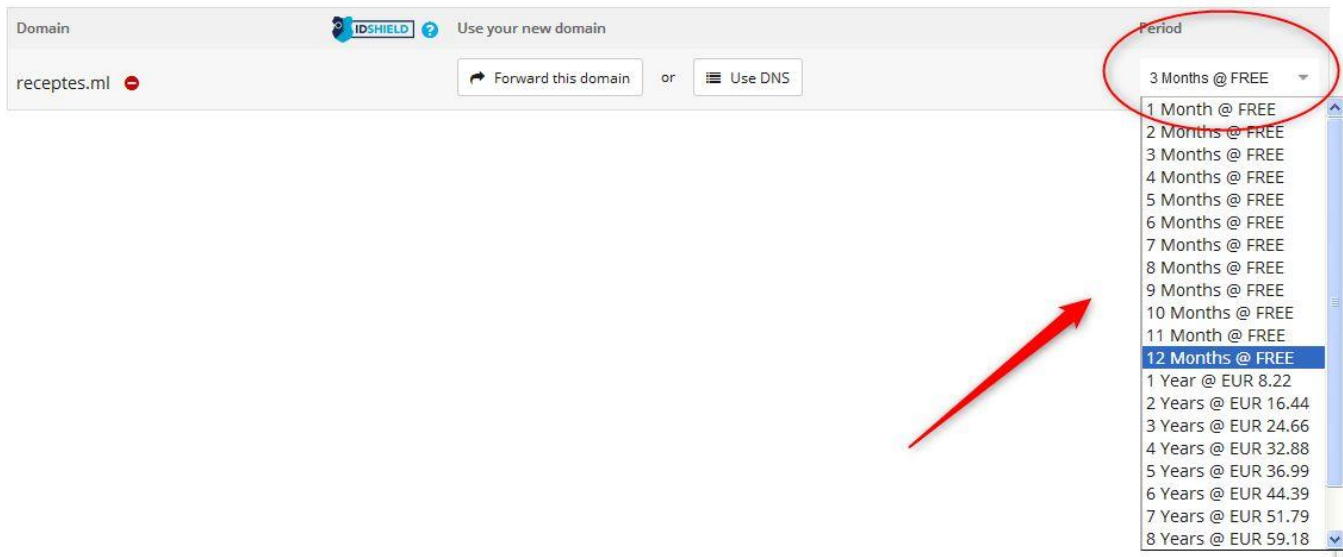 Domain IDSHIELD ? Use your new domain Period
receptes.ml Forward this domain or Use DNS 3 Months @ FREE
1 Month @ FREE
2 Months @ FREE
3 Months @ FREE
4 Months @ FREE
5 Months @ FREE
6 Months @ FREE
7 Months @ FREE
8 Months @ FREE
9 Months @ FREE
10 Months @ FREE
11 Month @ FREE
12 Months @ FREE
1 Year @ EUR 8.22
2 Years @ EUR 16.44
3 Years @ EUR 24.66
4 Years @ EUR 32.88
5 Years @ EUR 36.99
6 Years @ EUR 44.39
7 Years @ EUR 51.79
8 Years @ EUR 59.18